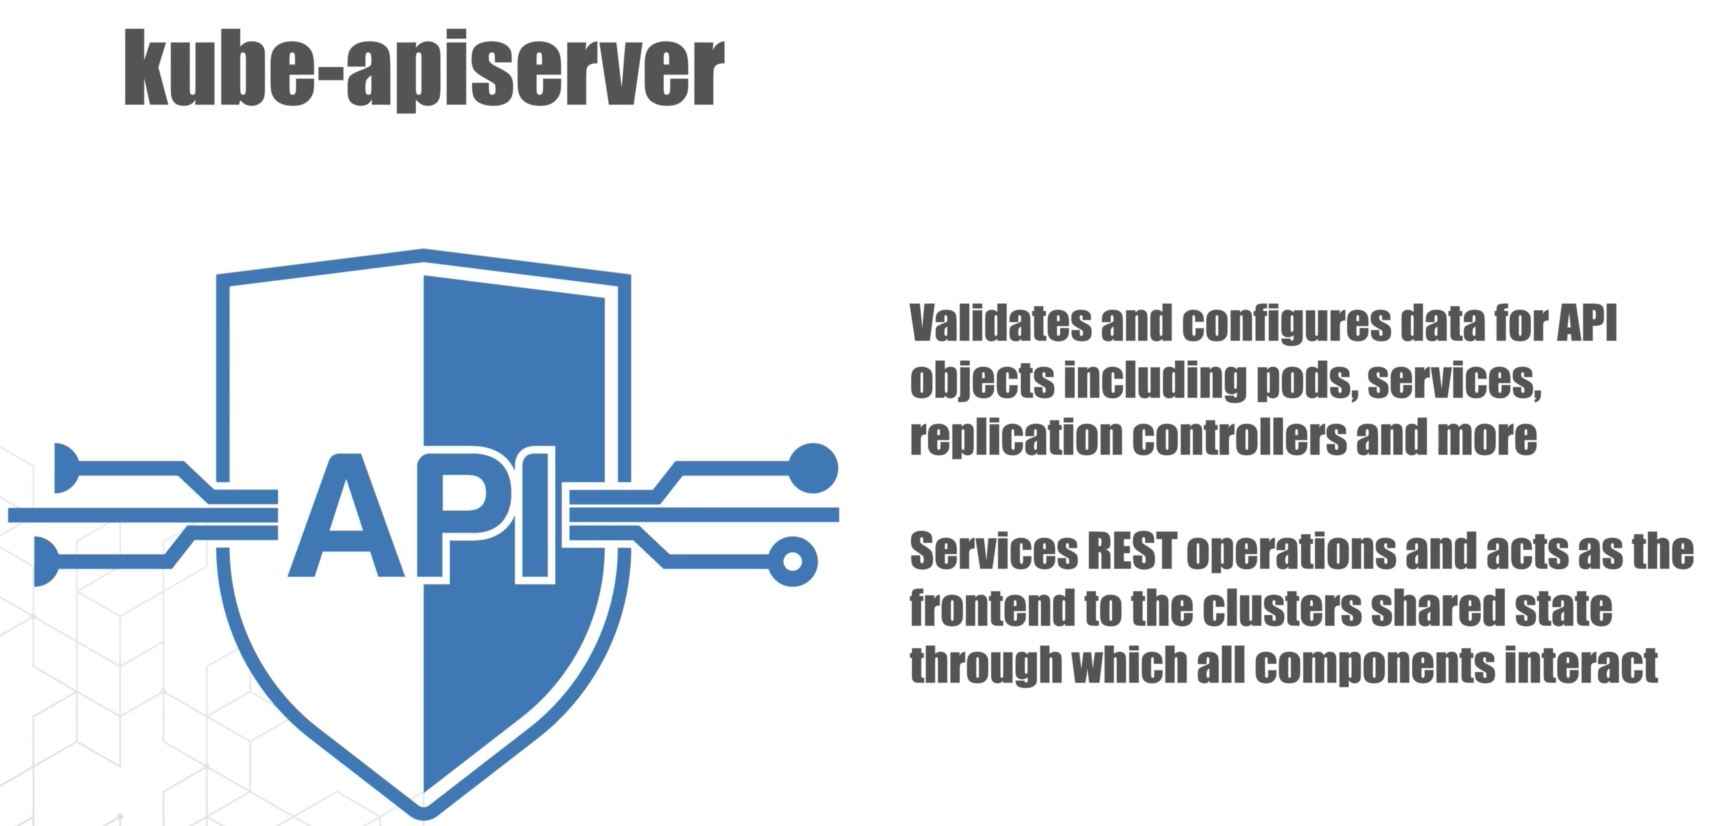 kube-apiserver
API
Validates and configures data for API
objects including pods, services,
replication controllers and more
Services REST operations and acts as the
frontend to the clusters shared state
through which all components interact